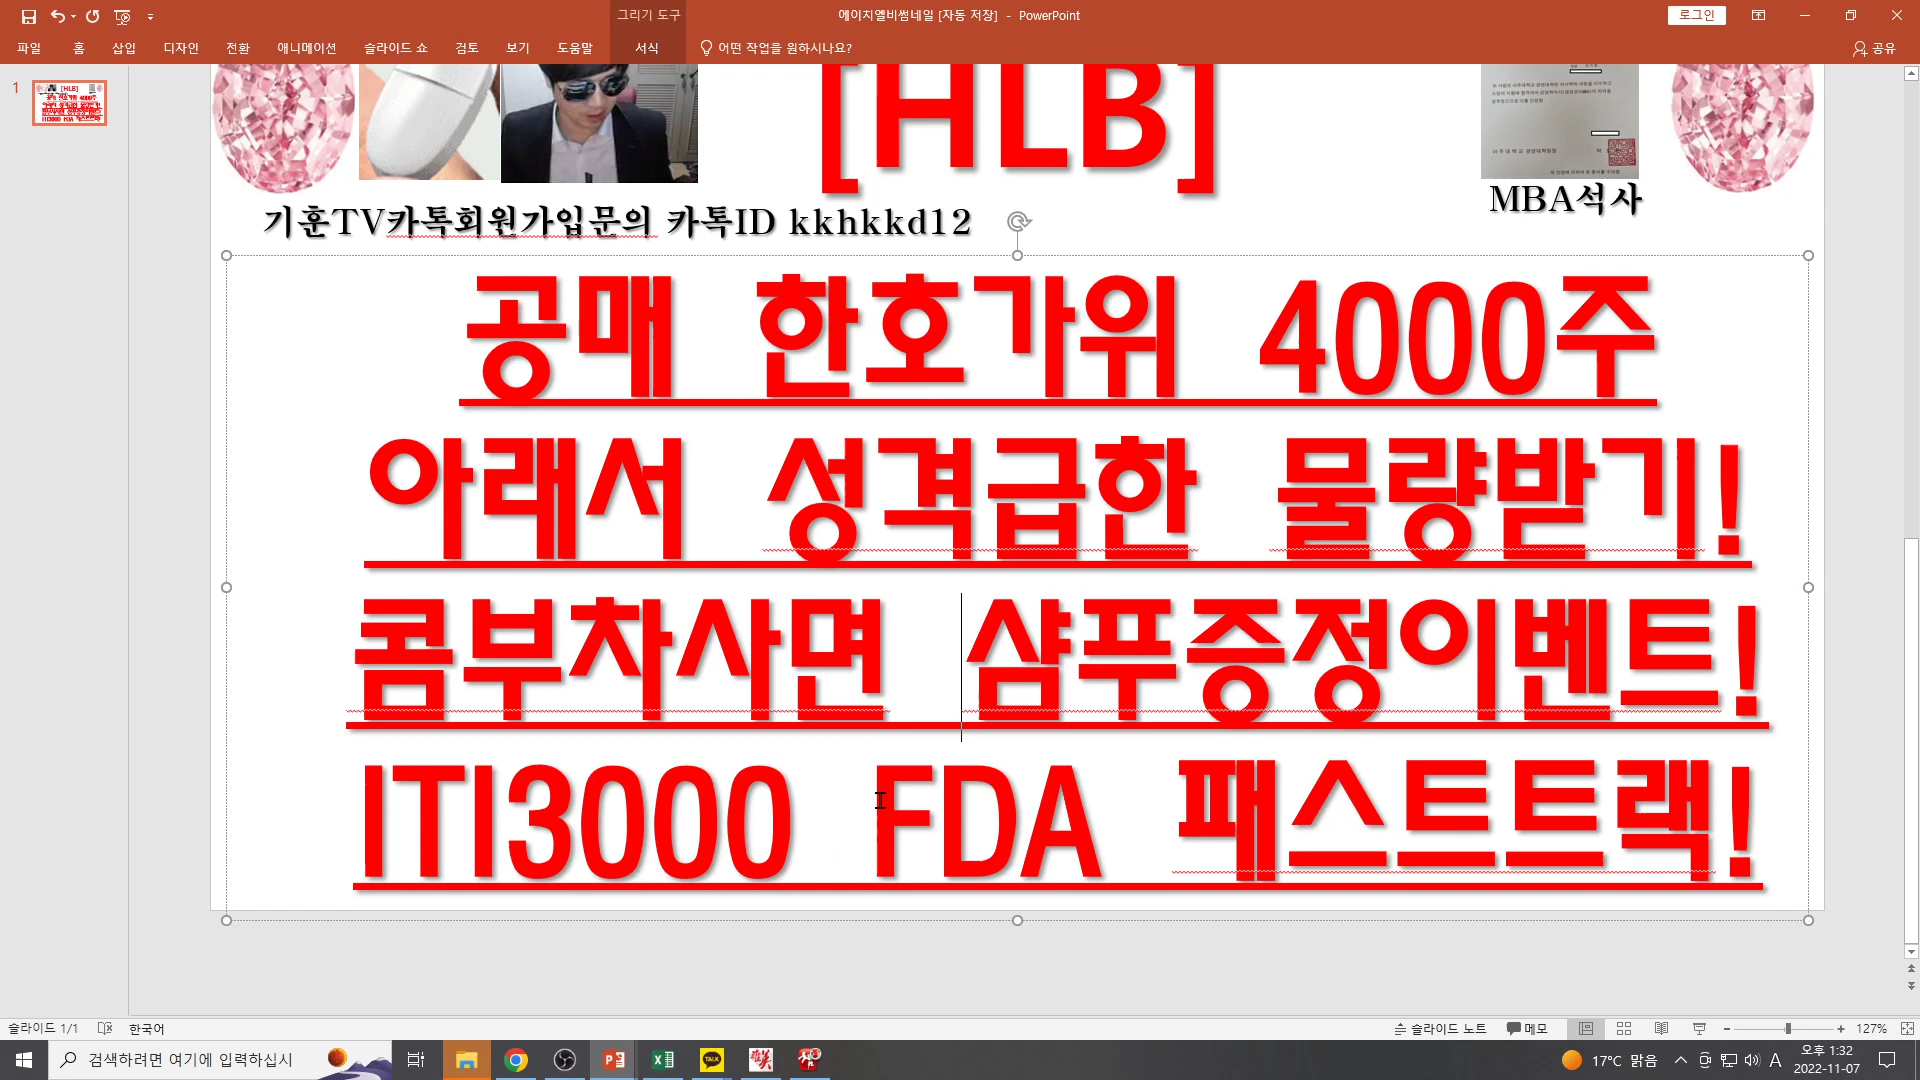 그리기 도구
에이치엘비썸네일 [자동 저장] - PowerPoint
로그인
파일 홈 삽입 디자인 전환 애니메이션 슬라이드 쇼 검토 보기 도움말 서식 어떤 작업을 원하시나요? 공유
1
[HLB]
MBA석사
기훈TV카톡회원가입문의 카톡ID kkhkkd12
공매 한호가위 4000주
아래서 성격급한 물량받기!
콤부차사면 샴푸증정이벤트!
ITI3000 FDA 패스트트랙!
슬라이드 1/1 한국어 슬라이드 노트 메모 127%
검색하려면 여기에 입력하십시
TALK
17°C 맑음 A 오후 1:32
2022-11-07